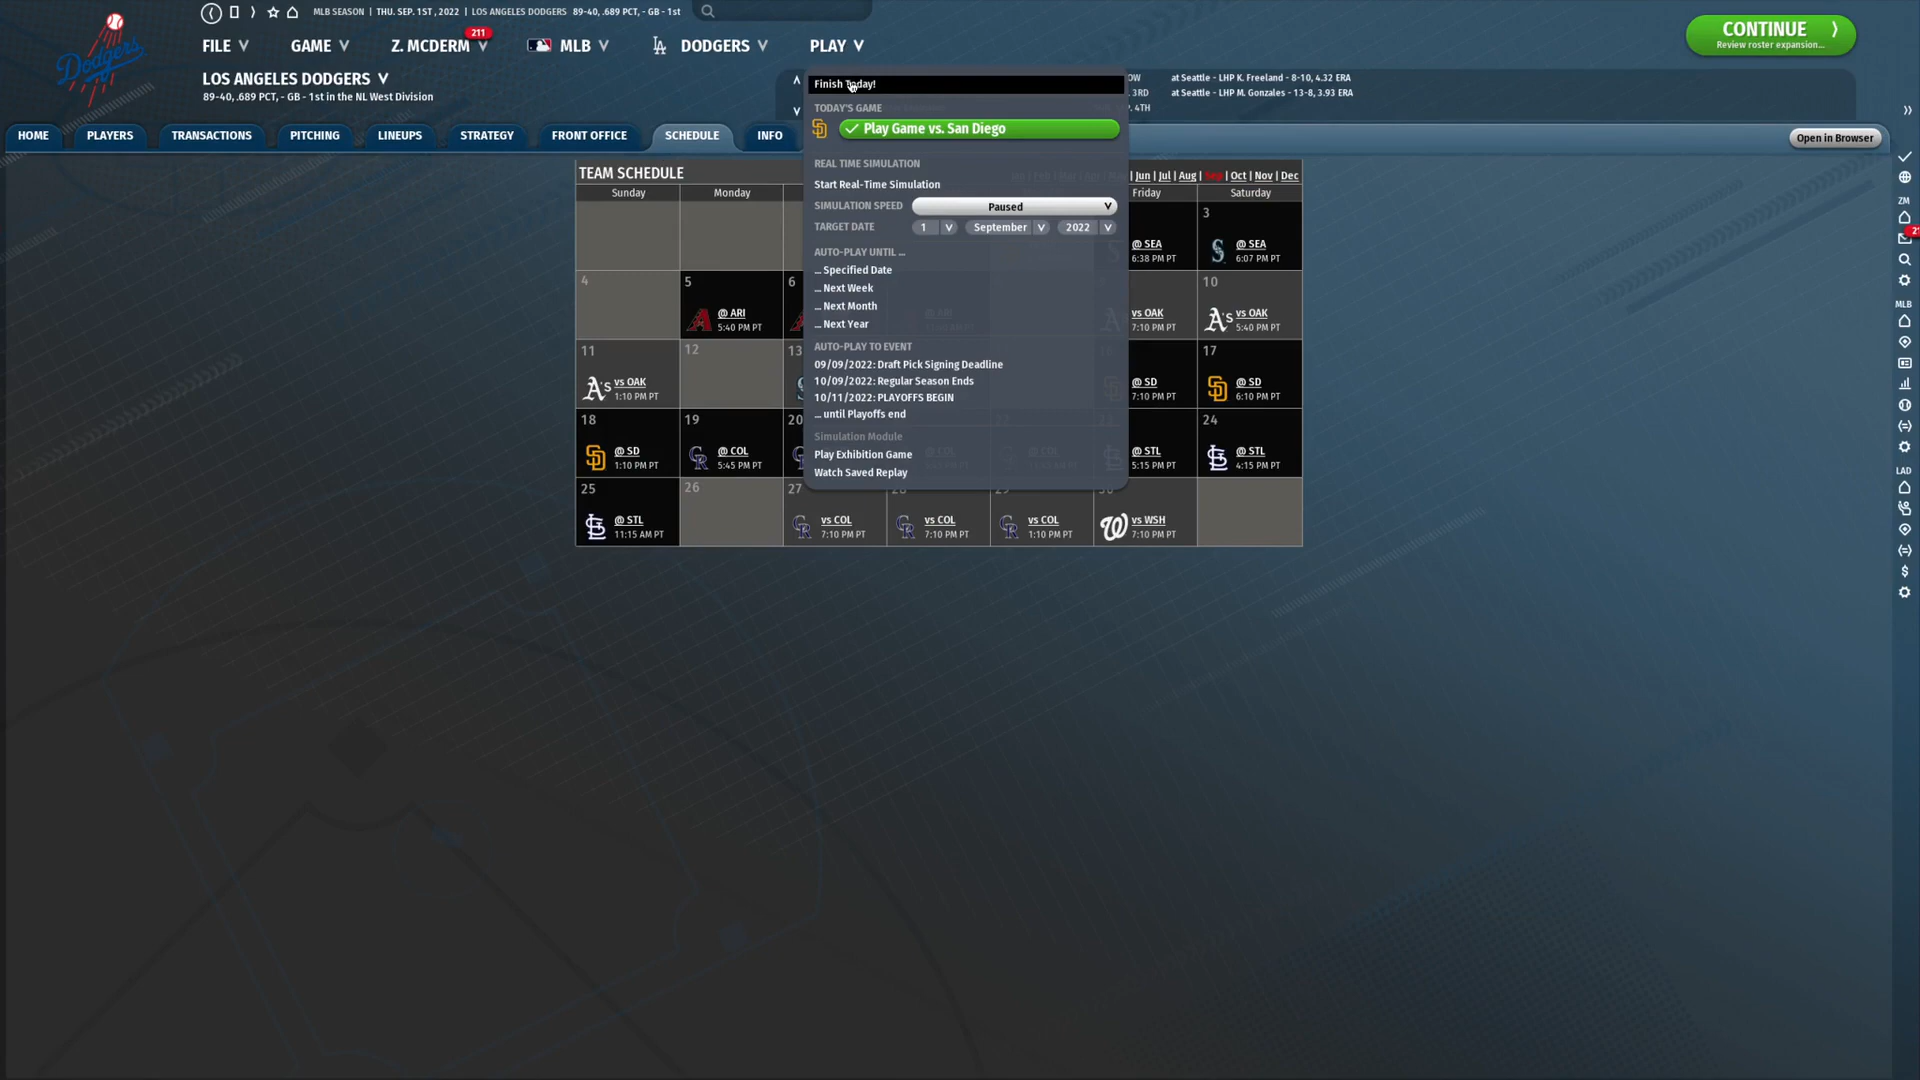 MLB SEASON | THU. SEP. 1ST, 2022 | LOS ANGELES DODGERS 89-40, .689 PCT, - GB - 1st
FILE GAME Z. MCDERM 211 MLB DODGERS PLAY
CONTINUE
Review roster expansion...
LOS ANGELES DODGERS
89-40, .689 PCT, - GB - 1st in the NL West Division
OW at Seattle - LHP K. Freeland - 8-10, 4.32 ERA
. 3RD at Seattle - LHP M. Gonzales - 13-8, 3.93 ERA
P. 4TH
HOME PLAYERS TRANSACTIONS PITCHING LINEUPS STRATEGY FRONT OFFICE SCHEDULE INFO
Open in Browser
Finish Today!
TODAY'S GAME
Play Game vs. San Diego
REAL TIME SIMULATION
Start Real-Time Simulation
SIMULATION SPEED Paused
TARGET DATE 1 September 2022
AUTO-PLAY UNTIL ...
... Specified Date
... Next Week
... Next Month
... Next Year
AUTO-PLAY TO EVENT
09/09/2022: Draft Pick Signing Deadline
10/09/2022: Regular Season Ends
10/11/2022: PLAYOFFS BEGIN
... until Playoffs end
Simulation Module
Play Exhibition Game
Watch Saved Replay
TEAM SCHEDULE
| Jun | Jul | Aug | Sep | Oct | Nov | Dec
Sunday Monday Friday Saturday
3
@ SEA @ SEA
6:38 PM PT 6:07 PM PT
4 5 6 10
@ ARI vs OAK vs OAK
5:40 PM PT 7:10 PM PT 5:40 PM PT
11 12 13 17
vs OAK @ SD @ SD
1:10 PM PT 7:10 PM PT 6:10 PM PT
18 19 20 24
@ SD @ COL @ STL @ STL
1:10 PM PT 5:45 PM PT 5:15 PM PT 4:15 PM PT
25 26 27 28 29 30
@ STL vs COL vs COL vs COL vs WSH
11:15 AM PT 7:10 PM PT 7:10 PM PT 1:10 PM PT 7:10 PM PT
ZM
21
MLB
LAD
Dodgers